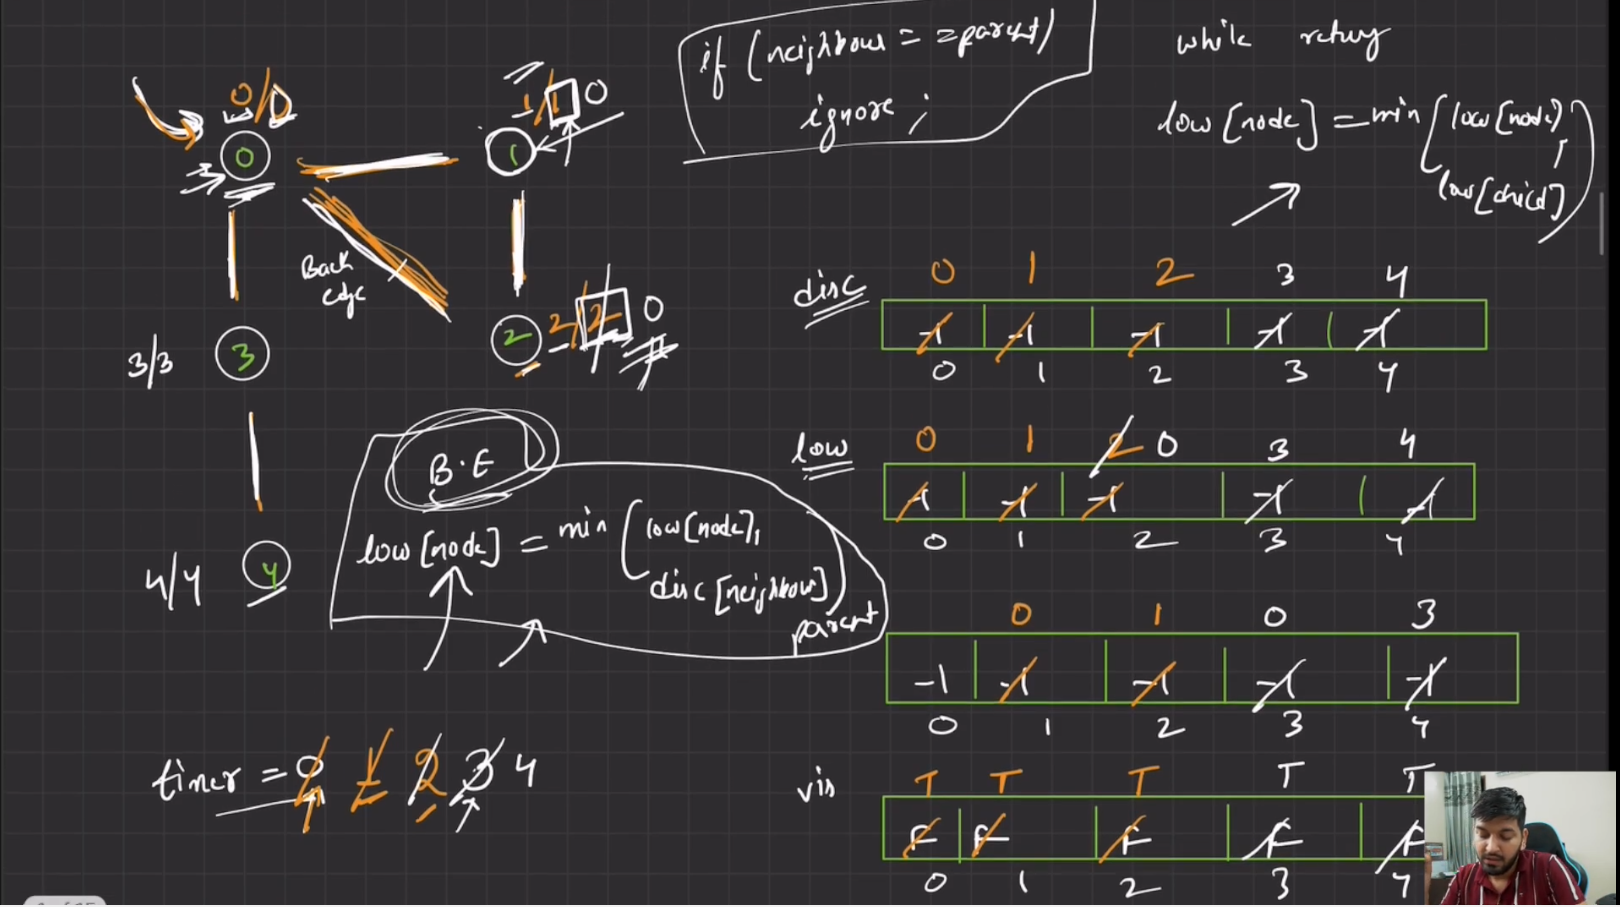 if (neighbour = = parent)
ignore ;
while retury
low [node] = min ( low[node] ,
low[child] )
0/0
0
1/1 0
1
Back
edge
3/3
3
2
2/2 0
4/4
4
B.E
low [node] = min ( low[node],
disc [neighbour] )
timer = 0 1 2 3 4
disc
0 1 2 3 4
-1 -1 -1 -1 -1
0 1 2 3 4
low
0 1 2 0 3 4
-1 -1 -1 -1 -1
0 1 2 3 4
parent
0 1 0 3
-1 -1 -1 -1 -1
0 1 2 3 4
vis
T T T T T
F F F F F
0 1 2 3 4